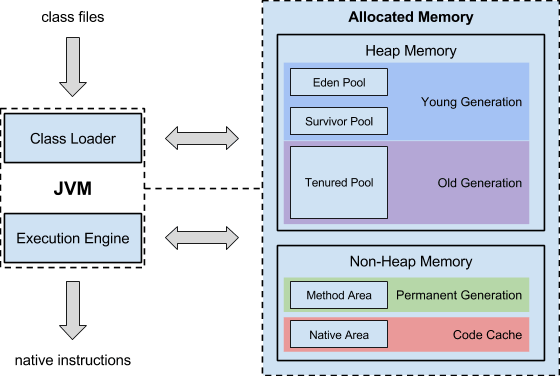 class files
Class Loader
JVM
Execution Engine
native instructions
Allocated Memory
Heap Memory
Eden Pool
Young Generation
Survivor Pool
Tenured Pool
Old Generation
Non-Heap Memory
Method Area
Permanent Generation
Native Area
Code Cache